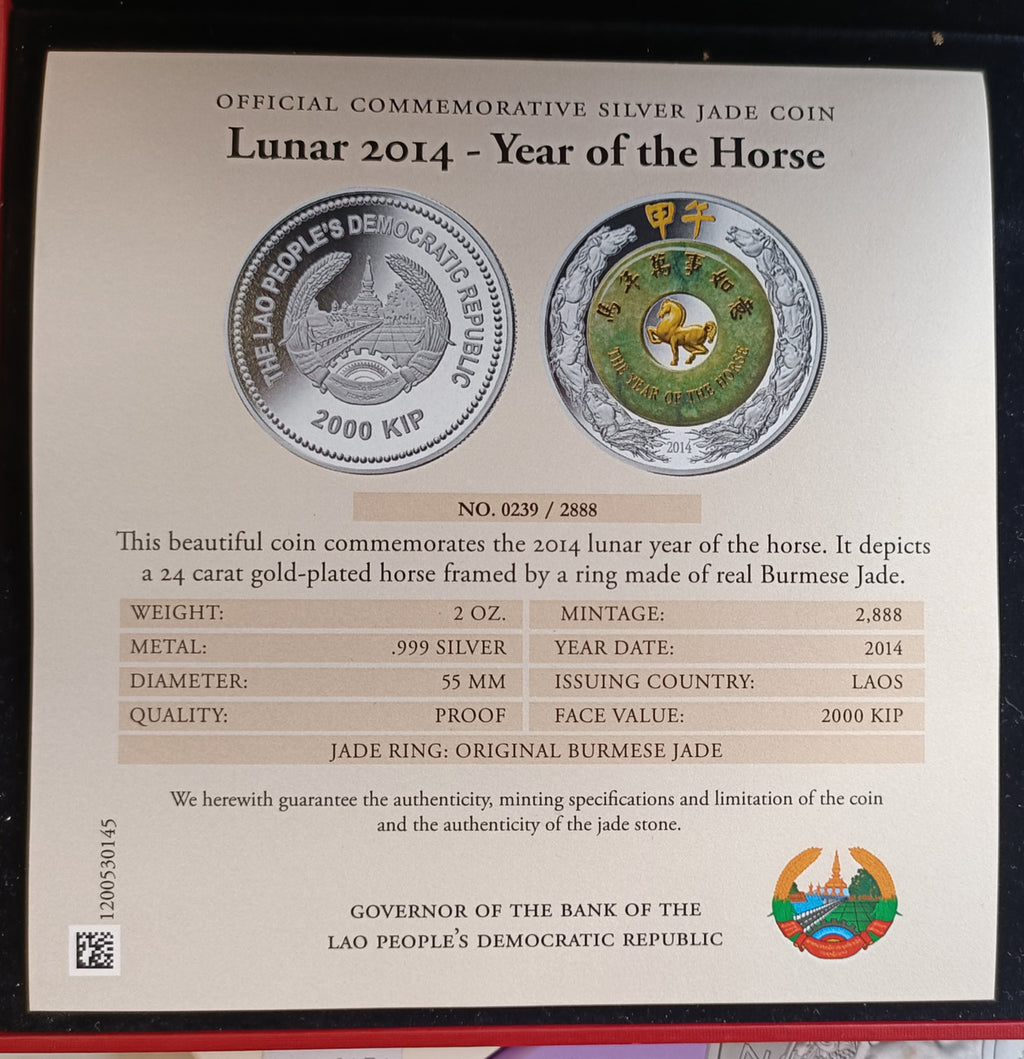 OFFICIAL COMMEMORATIVE SILVER JADE COIN
Lunar 2014 - Year of the Horse
THE LAO PEOPLE'S DEMOCRATIC REPUBLIC
2000 KIP
甲午
馬年萬事如意
THE YEAR OF THE HORSE
2014
NO. 0239 / 2888
This beautiful coin commemorates the 2014 lunar year of the horse. It depicts
a 24 carat gold-plated horse framed by a ring made of real Burmese Jade.
WEIGHT: 2 OZ. MINTAGE: 2,888
METAL: .999 SILVER YEAR DATE: 2014
DIAMETER: 55 MM ISSUING COUNTRY: LAOS
QUALITY: PROOF FACE VALUE: 2000 KIP
JADE RING: ORIGINAL BURMESE JADE
We herewith guarantee the authenticity, minting specifications and limitation of the coin
and the authenticity of the jade stone.
1200530145
GOVERNOR OF THE BANK OF THE
LAO PEOPLE'S DEMOCRATIC REPUBLIC